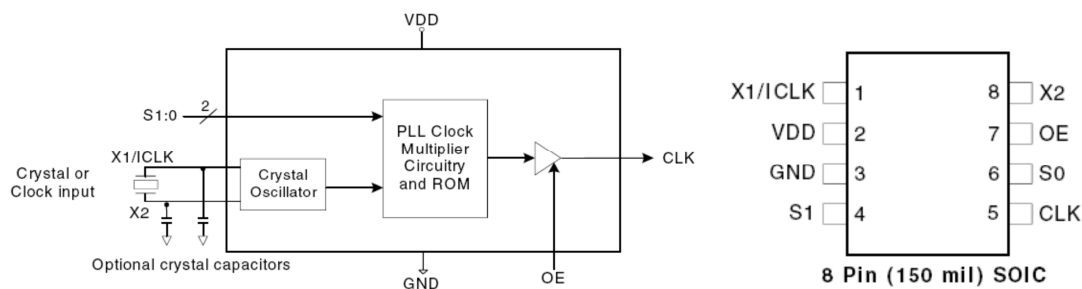 VDD
S1:0
2
X1/ICLK
Crystal or
Clock input
X2
Crystal
Oscillator
PLL Clock
Multiplier
Circuitry
and ROM
CLK
Optional crystal capacitors
GND
OE
X1/ICLK 1 8 X2
VDD 2 7 OE
GND 3 6 S0
S1 4 5 CLK
8 Pin (150 mil) SOIC